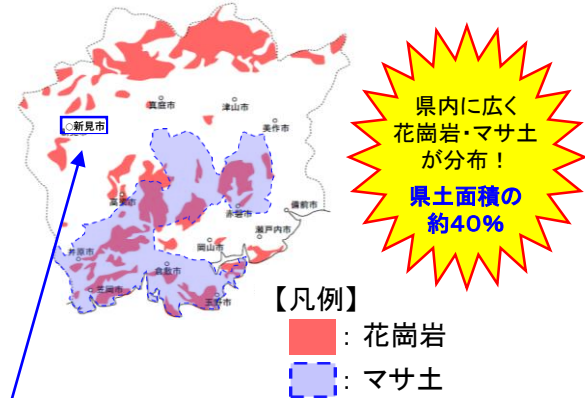 真庭市
津山市
美作市
○新見市
高梁市
赤磐市
備前市
瀬戸内市
岡山市
井原市
倉敷市
笠岡市
玉野市
県内に広く
花崗岩・マサ土
が分布！
県土面積の
約40%
【凡例】
：花崗岩
：マサ土